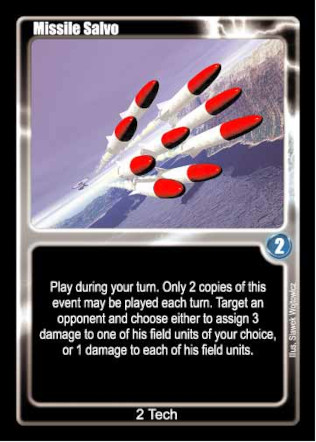 Missile Salvo
2
Play during your turn. Only 2 copies of this
event may be played each turn. Target an
opponent and choose either to assign 3
damage to one of his field units of your choice,
or 1 damage to each of his field units.
Illus. Slawek Wojtowicz
2 Tech